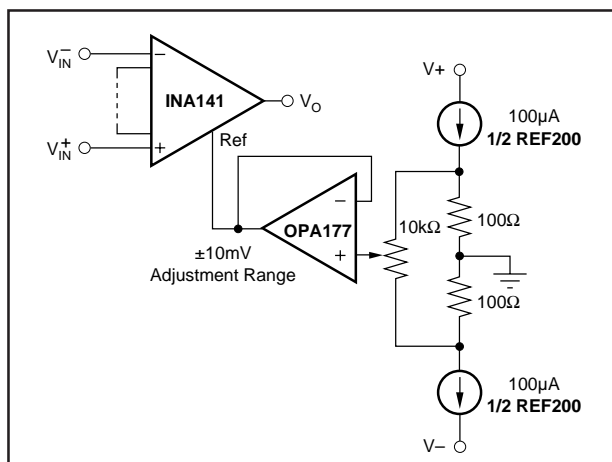 V−IN
−
INA141
VO
V+IN
+
Ref
V+
100µA
1/2 REF200
−
OPA177
+
10kΩ
100Ω
±10mV
Adjustment Range
100Ω
100µA
1/2 REF200
V–